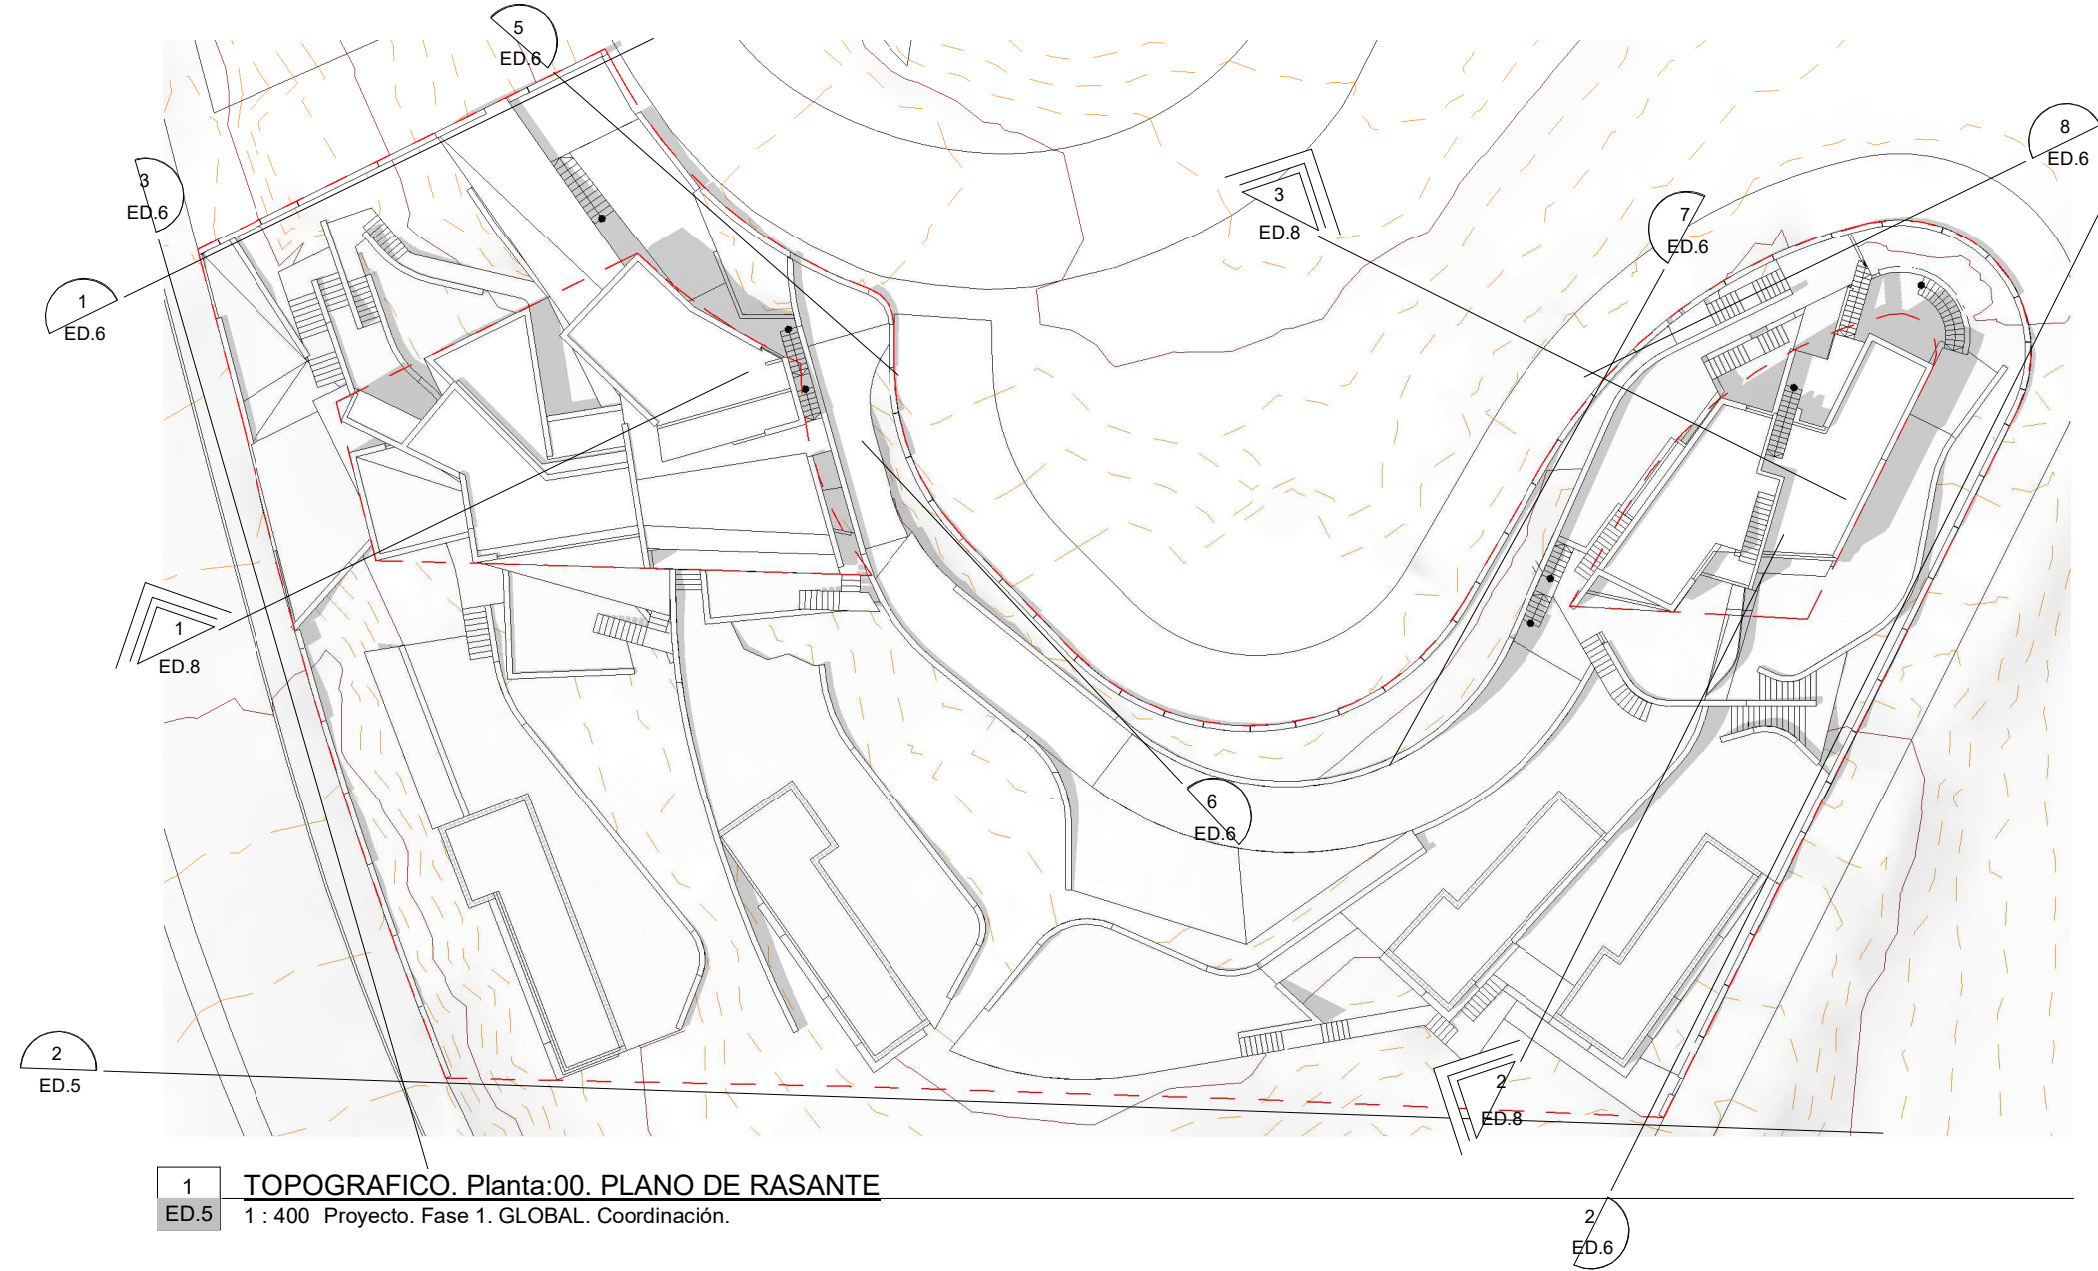 5
ED.6
8
ED.6
3
ED.6
3
ED.8
7
ED.6
1
ED.6
1
ED.8
6
ED.6
2
ED.5
2
ED.8
1
TOPOGRAFICO. Planta:00. PLANO DE RASANTE
ED.5
1 : 400 Proyecto. Fase 1. GLOBAL. Coordinación.
2
ED.6